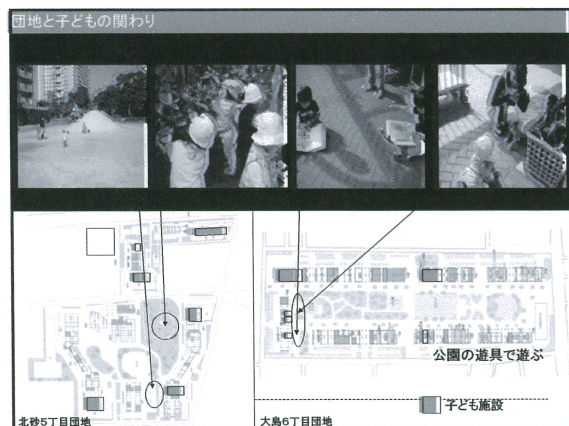 団地と子どもの関わり
公園の遊具で遊ぶ
子ども施設
北砂5丁目団地
大島6丁目団地